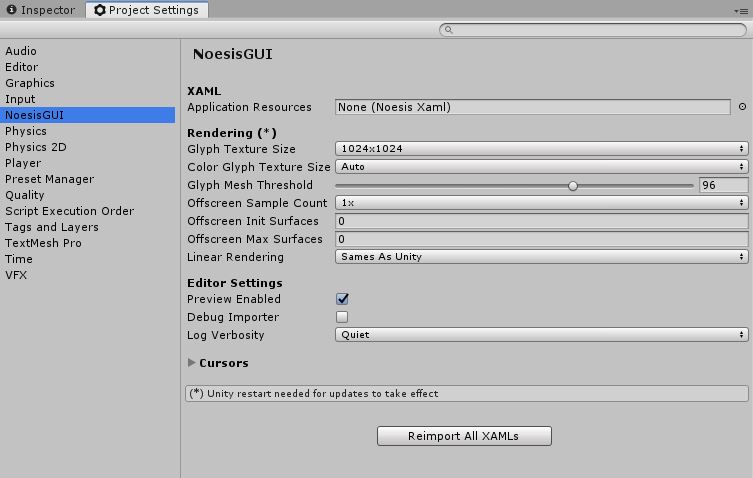 Inspector
Project Settings
Audio
Editor
Graphics
Input
NoesisGUI
Physics
Physics 2D
Player
Preset Manager
Quality
Script Execution Order
Tags and Layers
TextMesh Pro
Time
VFX
NoesisGUI
XAML
Application Resources None (Noesis Xaml)
Rendering (*)
Glyph Texture Size 1024x1024
Color Glyph Texture Size Auto
Glyph Mesh Threshold 96
Offscreen Sample Count 1x
Offscreen Init Surfaces 0
Offscreen Max Surfaces 0
Linear Rendering Sames As Unity
Editor Settings
Preview Enabled
Debug Importer
Log Verbosity Quiet
Cursors
(*) Unity restart needed for updates to take effect
Reimport All XAMLs